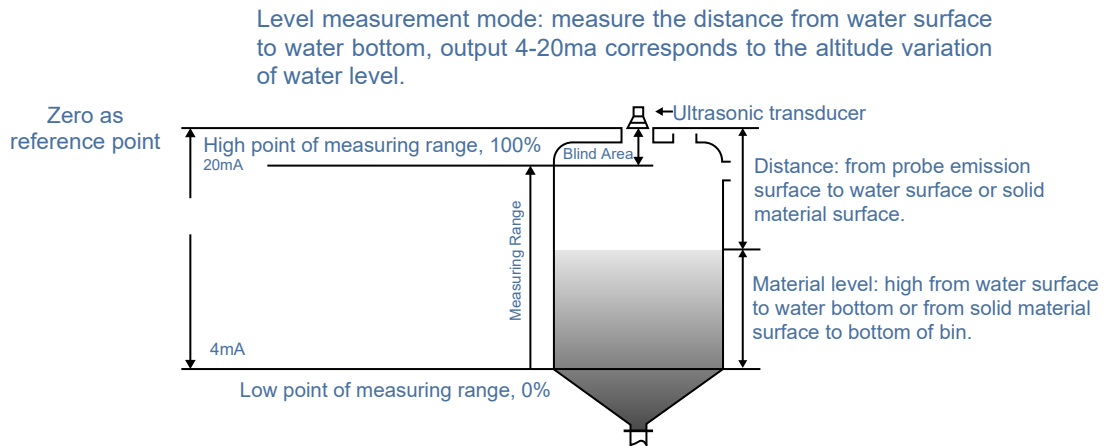 Level measurement mode: measure the distance from water surface
to water bottom, output 4-20ma corresponds to the altitude variation
of water level.
Zero as
reference point
Ultrasonic transducer
High point of measuring range, 100%
20mA
Blind Area
Distance: from probe emission
surface to water surface or solid
material surface.
Measuring Range
Material level: high from water surface
to water bottom or from solid material
surface to bottom of bin.
4mA
Low point of measuring range, 0%